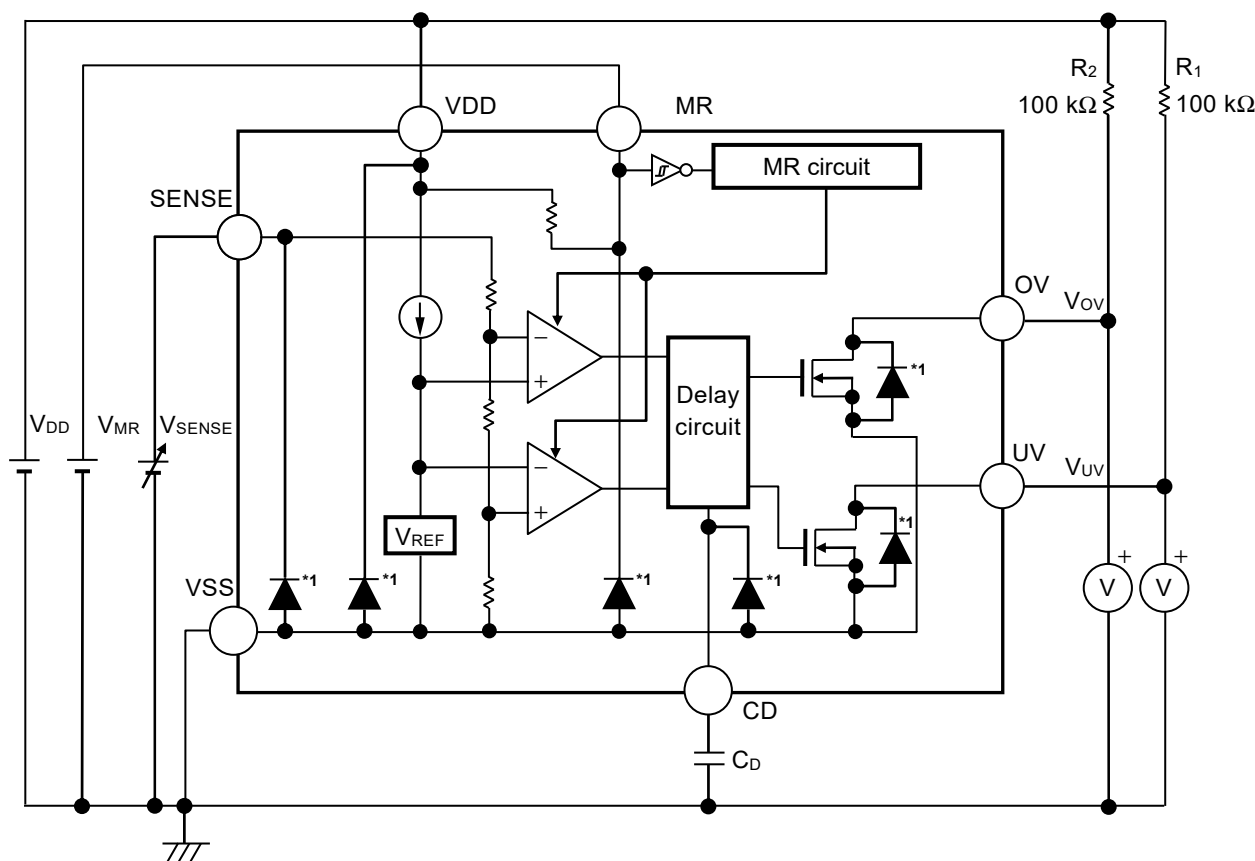 R2
100 kΩ
R1
100 kΩ
VDD
MR
MR circuit
SENSE
OV
VOV
−
+
*1
Delay
circuit
VDD
VMR
VSENSE
UV
VUV
−
+
*1
VREF
VSS
*1
*1
*1
*1
+
V
+
V
CD
CD